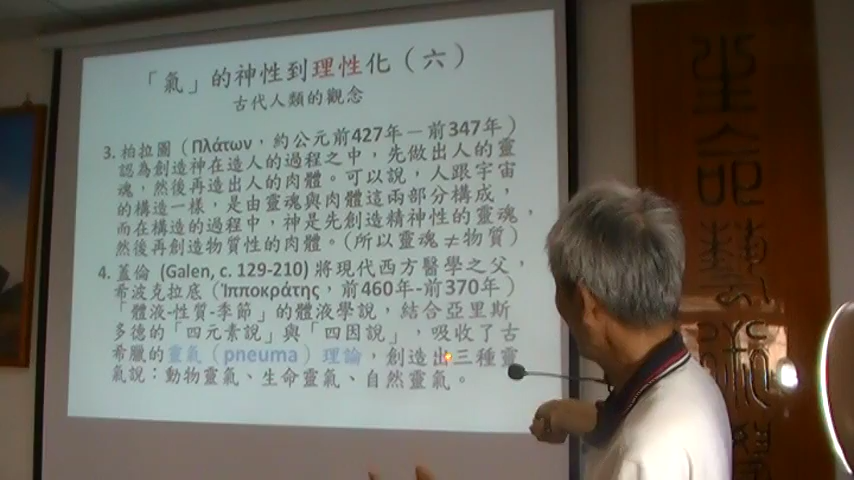 「氣」的神性到理性化（六）
古代人類的觀念
3. 柏拉圖（Πλάτων，約公元前427年－前347年）
認為創造神在造人的過程之中，先做出人的靈
魂，然後再造出人的肉體。可以說，人跟宇宙
的構造一樣，是由靈魂與肉體這兩部分構成，
而在構造的過程中，神是先創造精神性的靈魂，
然後再創造物質性的肉體。（所以靈魂≠物質）
4. 蓋倫 (Galen, c. 129-210) 將現代西方醫學之父，
希波克拉底（Ἱπποκράτης，前460年-前370年）
「體液-性質-季節」的體液學說，結合亞里斯
多德的「四元素說」與「四因說」，吸收了古
希臘的靈氣（pneuma）理論，創造出三種靈
氣說：動物靈氣、生命靈氣、自然靈氣。
生命